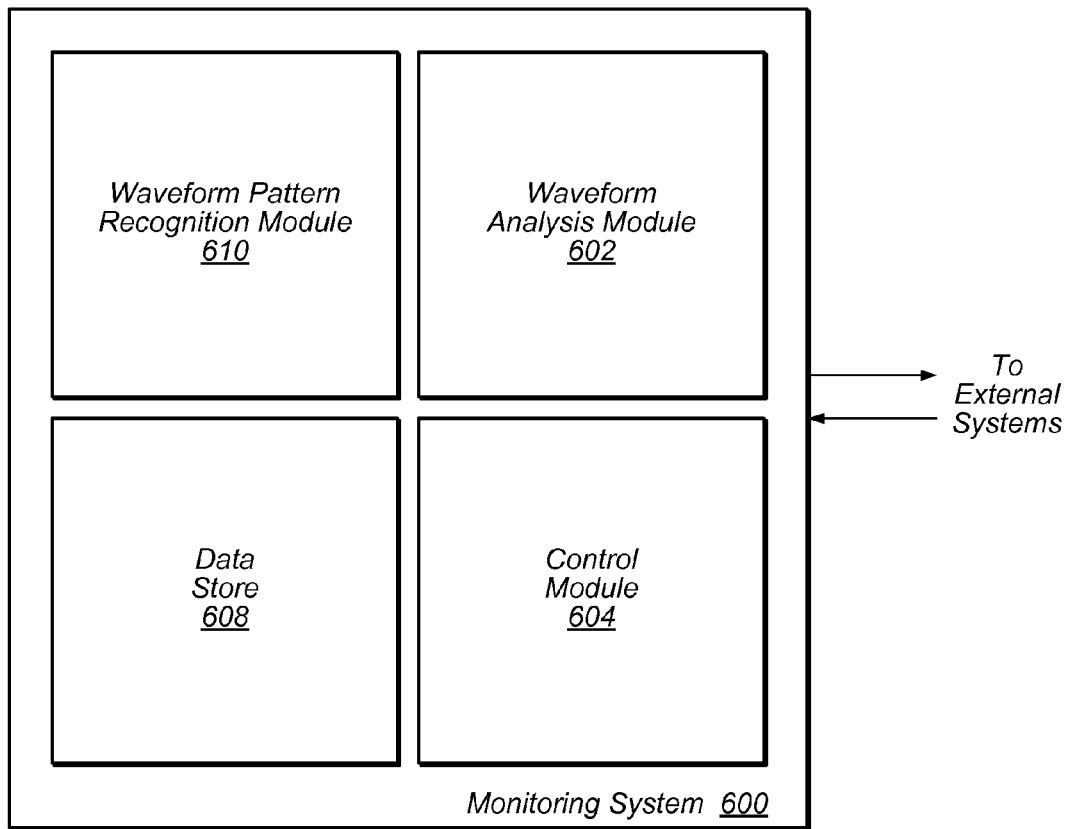 Waveform Pattern
Recognition Module
610
Waveform
Analysis Module
602
To
External
Systems
Data
Store
608
Control
Module
604
Monitoring System 600